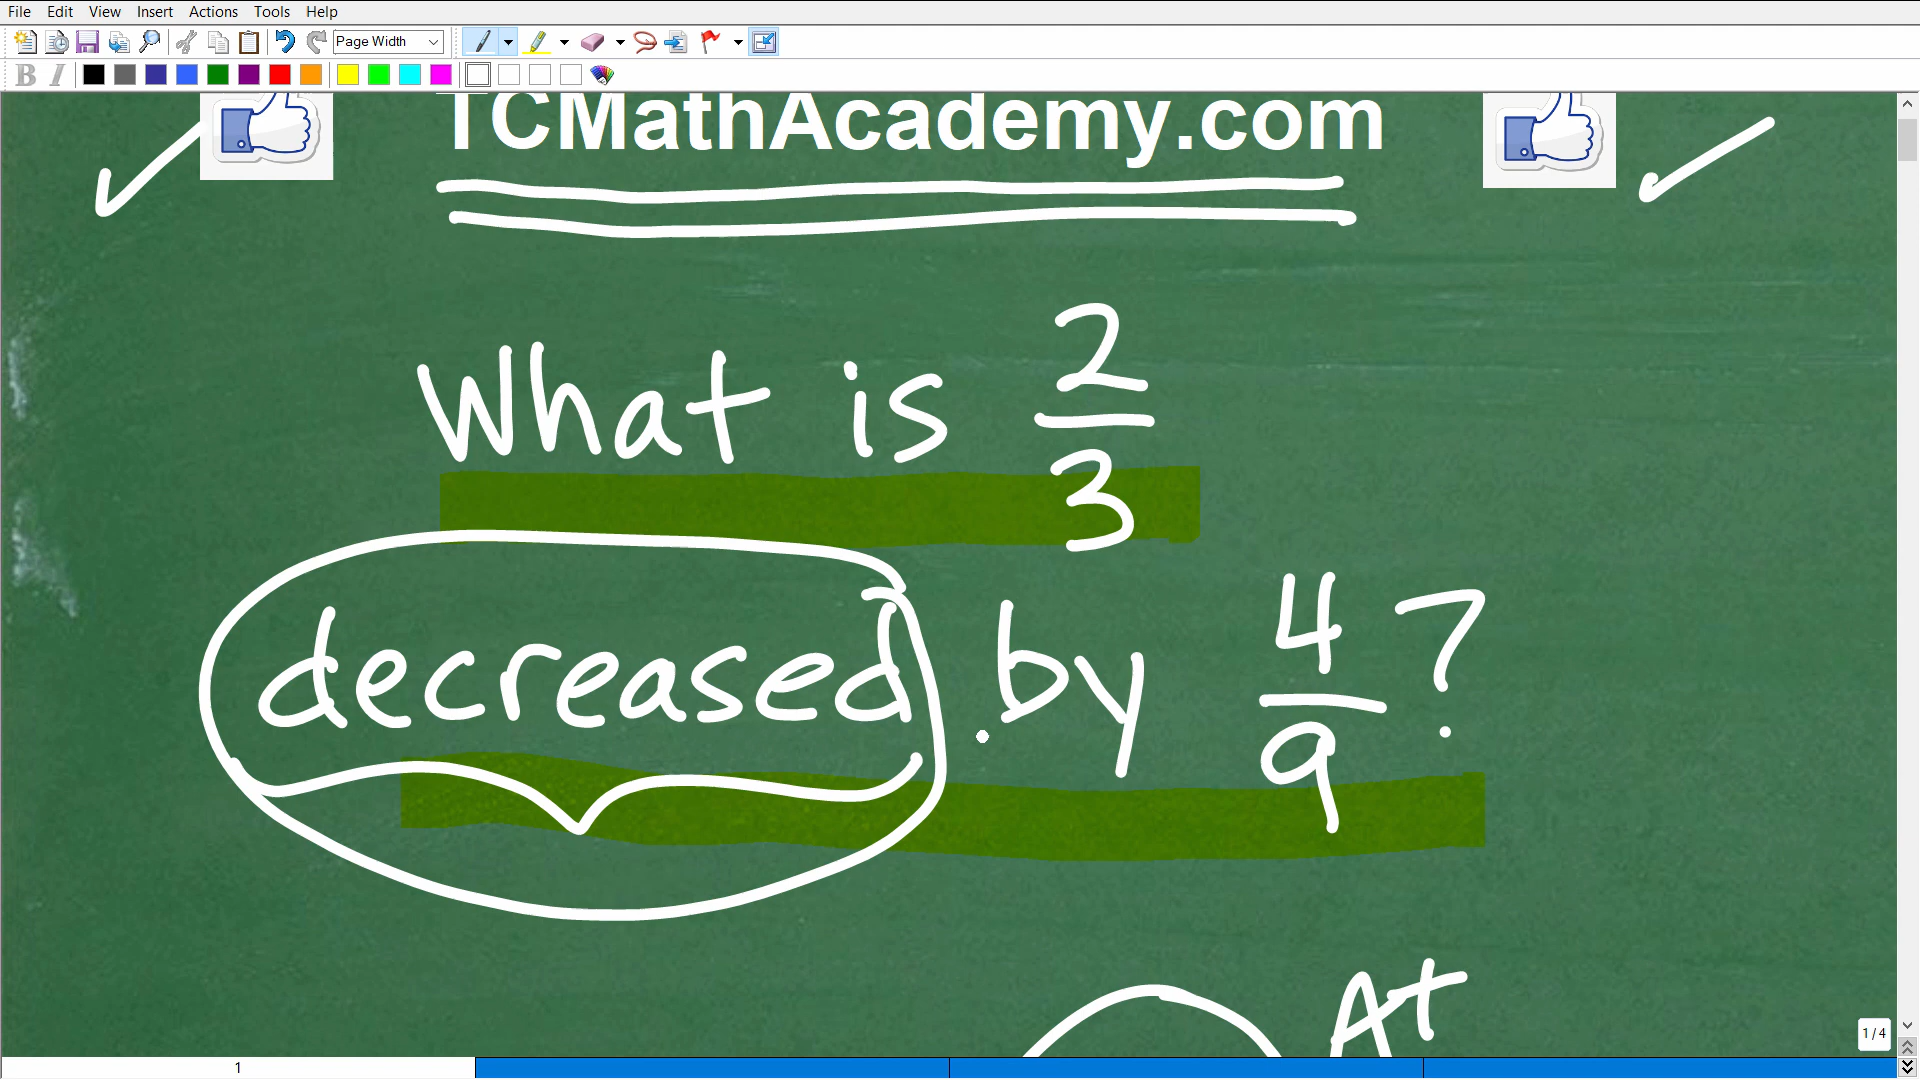 File Edit View Insert Actions Tools Help
Page Width
B I
TCMathAcademy.com
What is 2/3
decreased by 4/9?
At
1 / 4
1